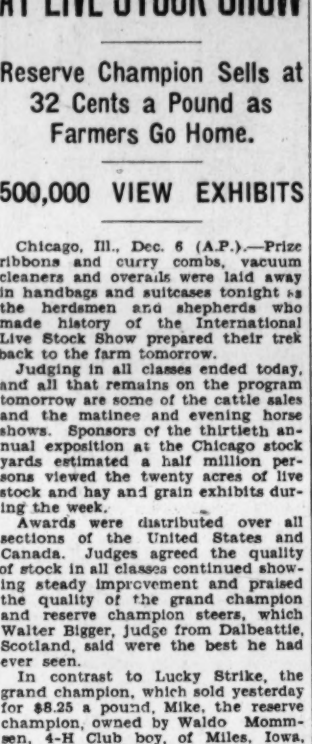 AT LIVE STOCK SHOW
Reserve Champion Sells at
32 Cents a Pound as
Farmers Go Home.
500,000 VIEW EXHIBITS
Chicago, Ill., Dec. 6 (A.P.).—Prize
ribbons and curry combs, vacuum
cleaners and overalls were laid away
in handbags and suitcases tonight as
the herdsmen and shepherds who
made history of the International
Live Stock Show prepared their trek
back to the farm tomorrow.
Judging in all classes ended today,
and all that remains on the program
tomorrow are some of the cattle sales
and the matinee and evening horse
shows. Sponsors of the thirtieth an-
nual exposition at the Chicago stock
yards estimated a half million per-
sons viewed the twenty acres of live
stock and hay and grain exhibits dur-
ing the week.
Awards were distributed over all
sections of the United States and
Canada. Judges agreed the quality
of stock in all classes continued show-
ing steady improvement and praised
the quality of the grand champion
and reserve champion steers, which
Walter Bigger, judge from Dalbeattie,
Scotland, said were the best he had
ever seen.
In contrast to Lucky Strike, the
grand champion, which sold yesterday
for $8.25 a pound, Mike, the reserve
champion, owned by Waldo Momm-
sen, 4-H Club boy, of Miles, Iowa,